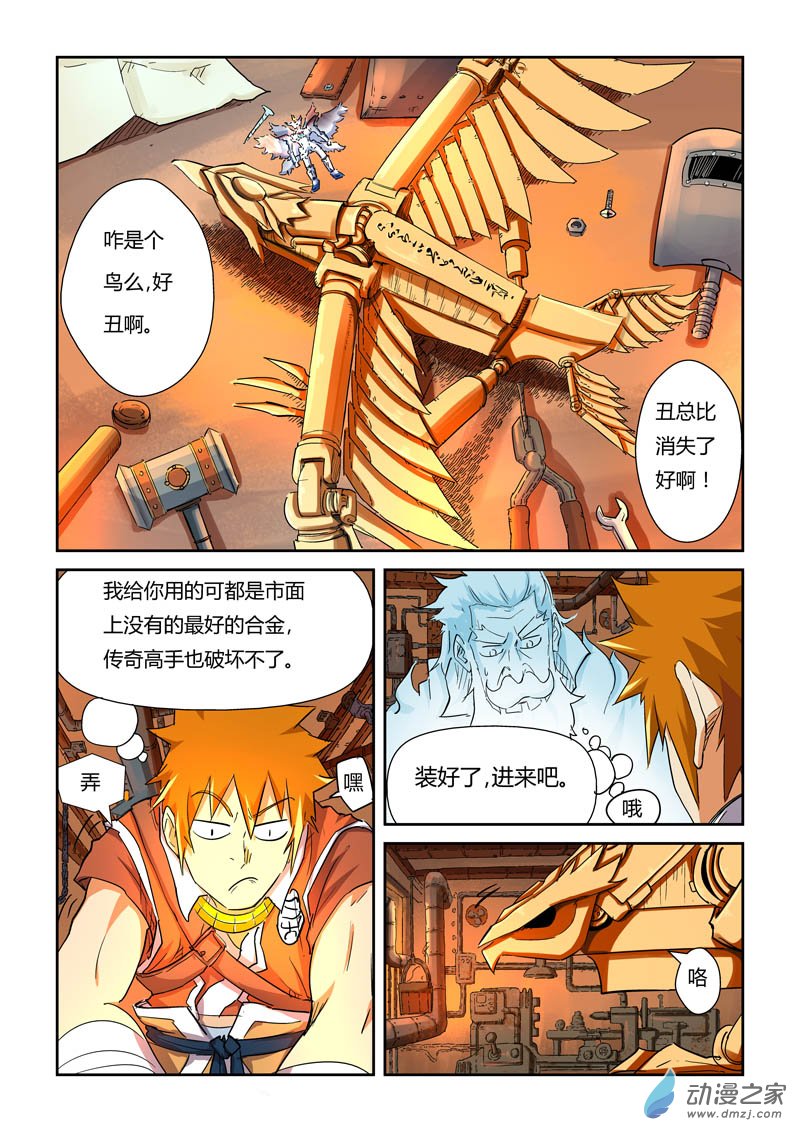 咋是个
鸟么,好
丑啊。
丑总比
消失了
好啊！
我给你用的可都是市面
上没有的最好的合金,
传奇高手也破坏不了。
弄
嘿
装好了,进来吧。
哦
咯
动漫之家
www.dmzj.com